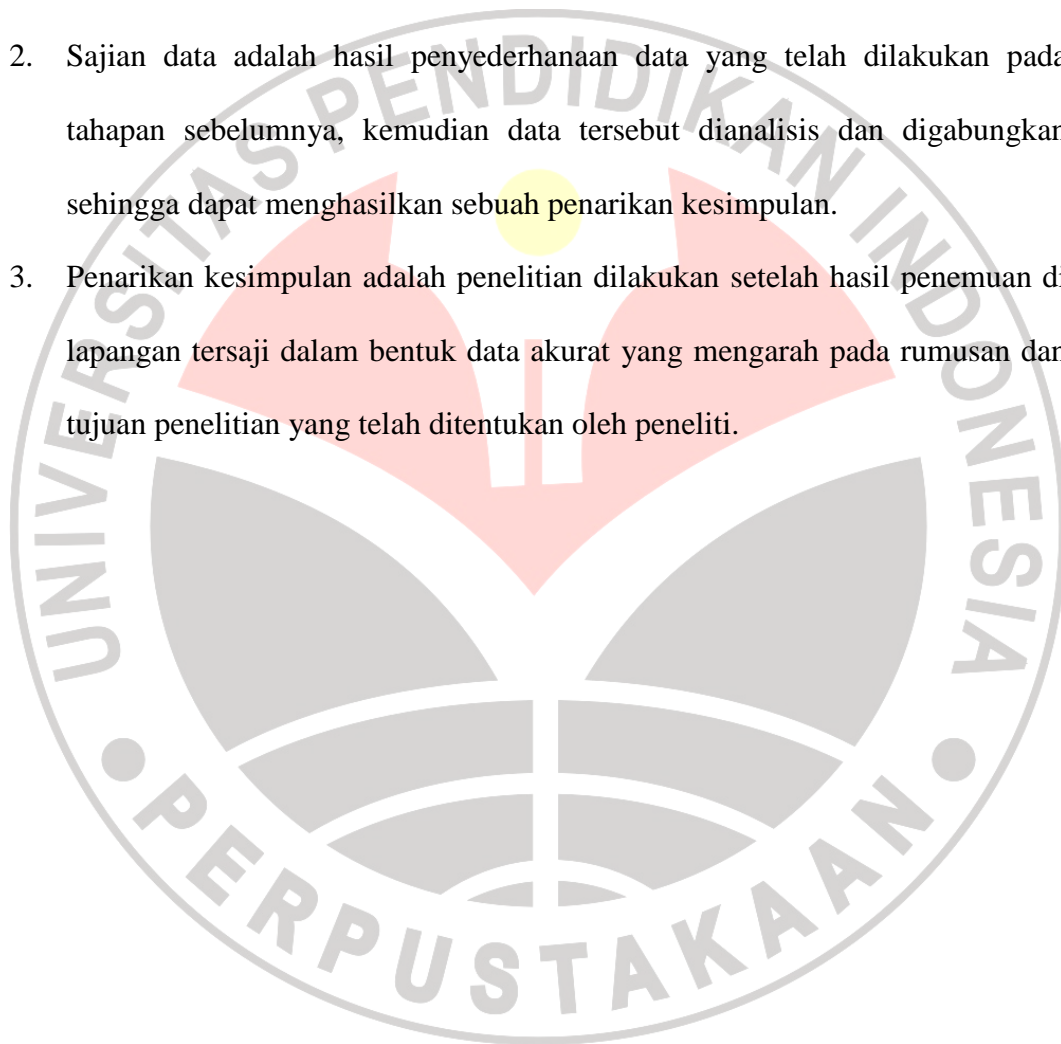 2. Sajian data adalah hasil penyederhanaan data yang telah dilakukan pada
tahapan sebelumnya, kemudian data tersebut dianalisis dan digabungkan
sehingga dapat menghasilkan sebuah penarikan kesimpulan.
3. Penarikan kesimpulan adalah penelitian dilakukan setelah hasil penemuan di
lapangan tersaji dalam bentuk data akurat yang mengarah pada rumusan dan
tujuan penelitian yang telah ditentukan oleh peneliti.
UNIVERSITAS PENDIDIKAN INDONESIA
PERPUSTAKAAN